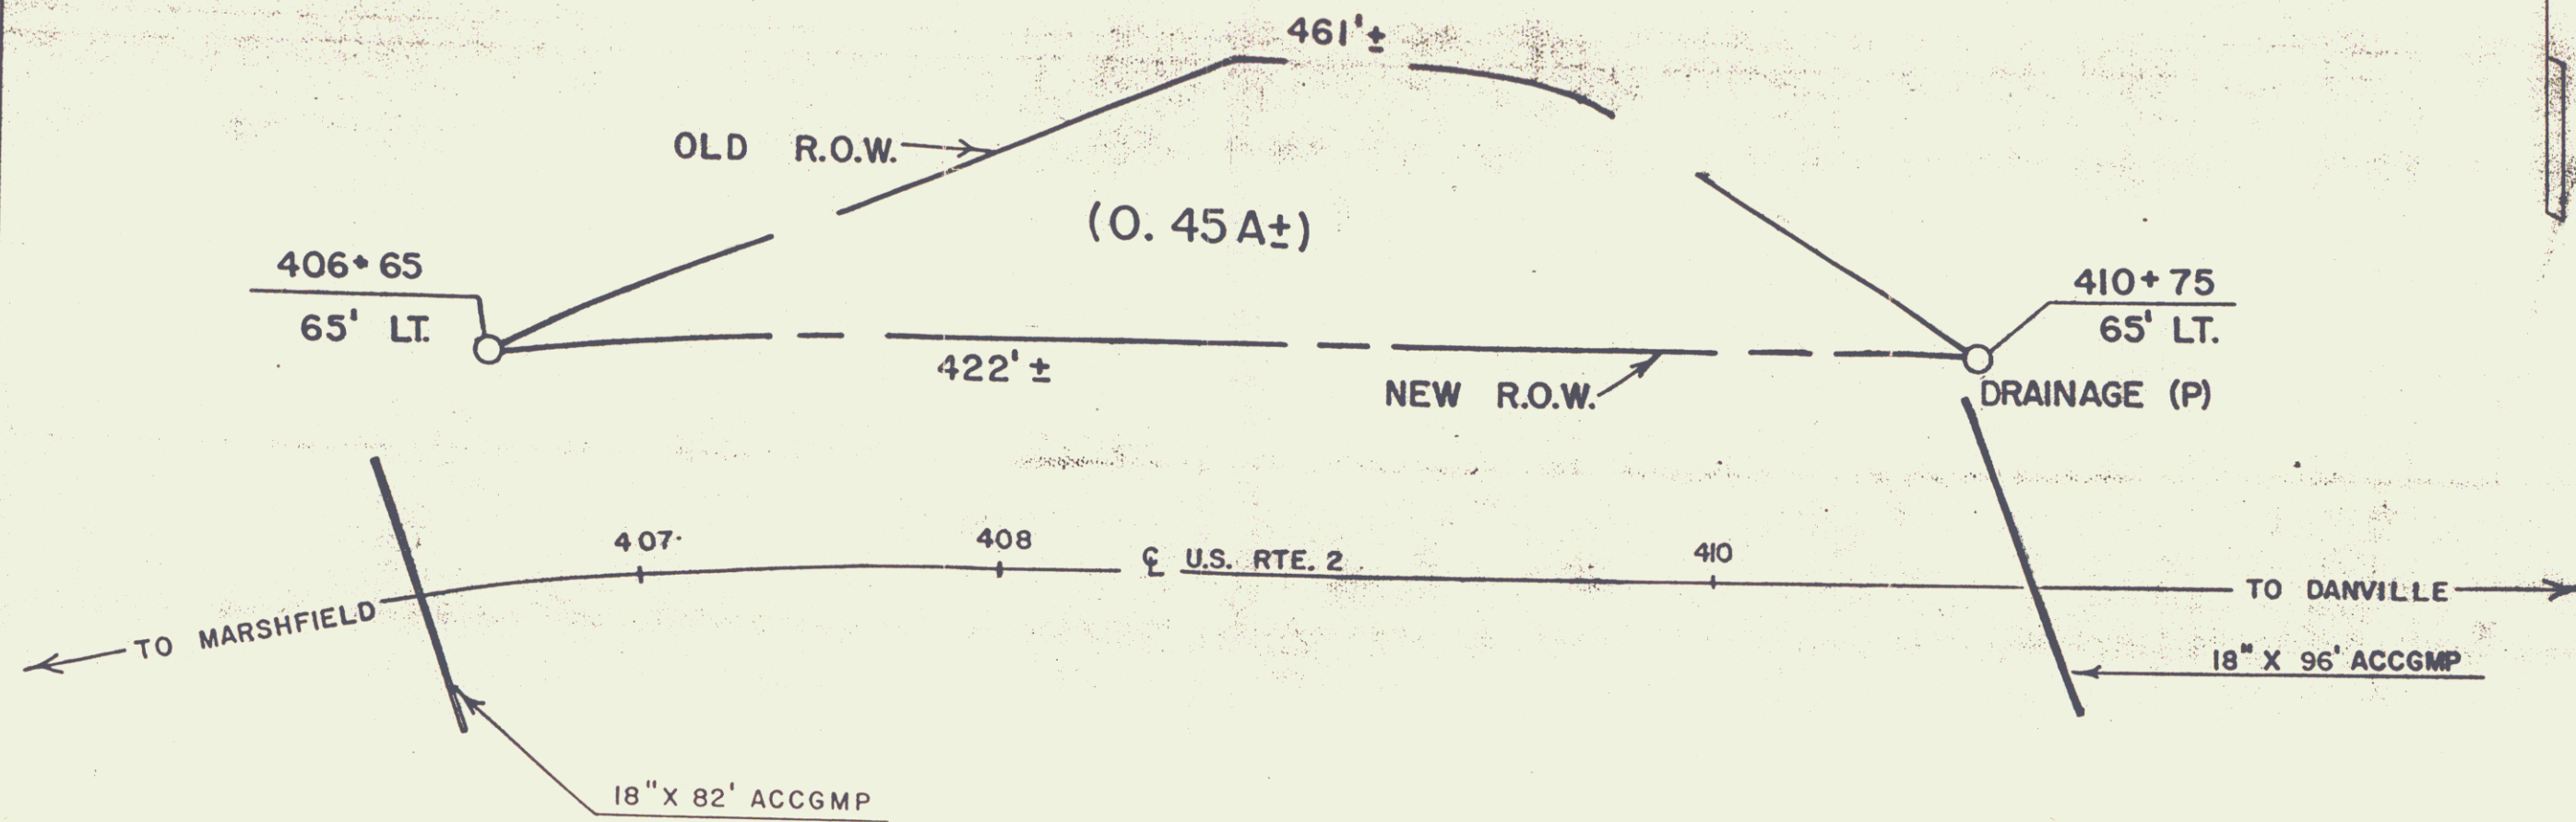 461'±
OLD R.O.W.
(0.45 A±)
406+65
65' LT.
410+75
65' LT.
422'±
NEW R.O.W.
DRAINAGE (P)
407
408
410
℄ U.S. RTE. 2
TO MARSHFIELD
TO DANVILLE
18" X 96' ACCGMP
18" X 82' ACCGMP